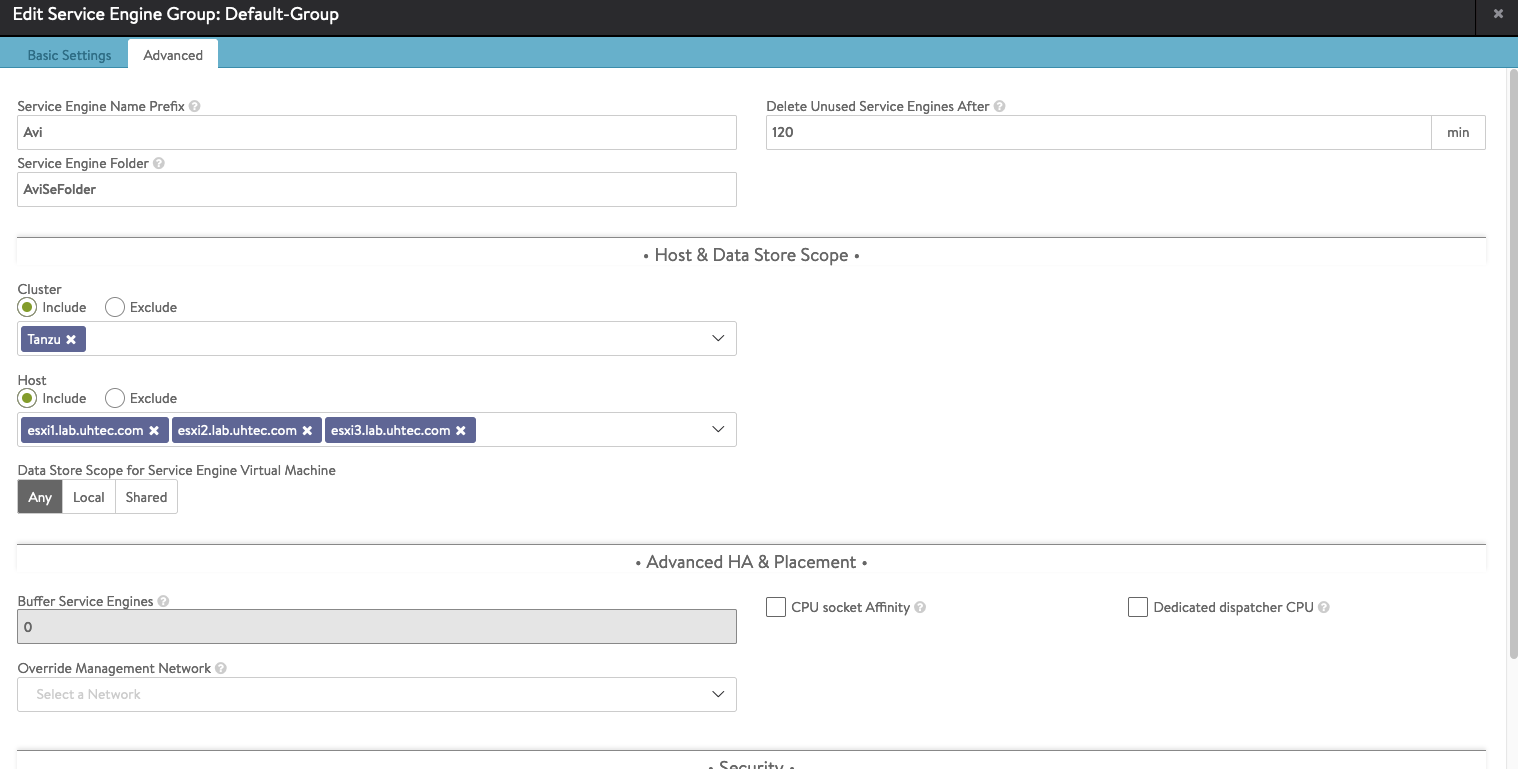 Edit Service Engine Group: Default-Group
Basic Settings Advanced
Service Engine Name Prefix
Delete Unused Service Engines After
Avi
120 min
Service Engine Folder
AviSeFolder
• Host & Data Store Scope •
Cluster
Include Exclude
Tanzu
Host
Include Exclude
esxi1.lab.uhtec.com esxi2.lab.uhtec.com esxi3.lab.uhtec.com
Data Store Scope for Service Engine Virtual Machine
Any Local Shared
• Advanced HA & Placement •
Buffer Service Engines
CPU socket Affinity Dedicated dispatcher CPU
0
Override Management Network
Select a Network
• Security •